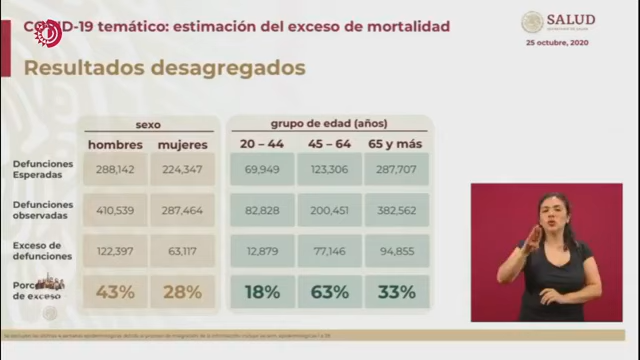 COVID-19 temático: estimación del exceso de mortalidad
SALUD
25 octubre, 2020
Resultados desagregados
sexo
grupo de edad (años)
hombres mujeres 20 – 44 45 – 64 65 y más
Defunciones
Esperadas
288,142 224,347 69,949 123,306 287,707
Defunciones
observadas
410,539 287,464 82,828 200,451 382,562
Exceso de
defunciones
122,397 63,117 12,879 77,146 94,855
de exceso
43% 28% 18% 63% 33%